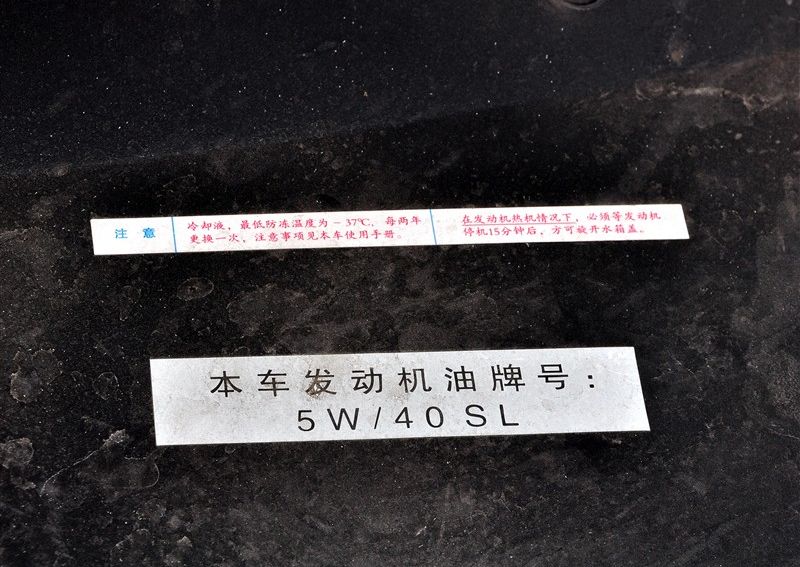 注 意
冷却液，最低防冻温度为－37℃，每两年
更换一次，注意事项见本车使用手册。
在发动机热机情况下，必须等发动机
停机15分钟后，方可旋开水箱盖。
本车发动机油牌号：
5W/40 SL